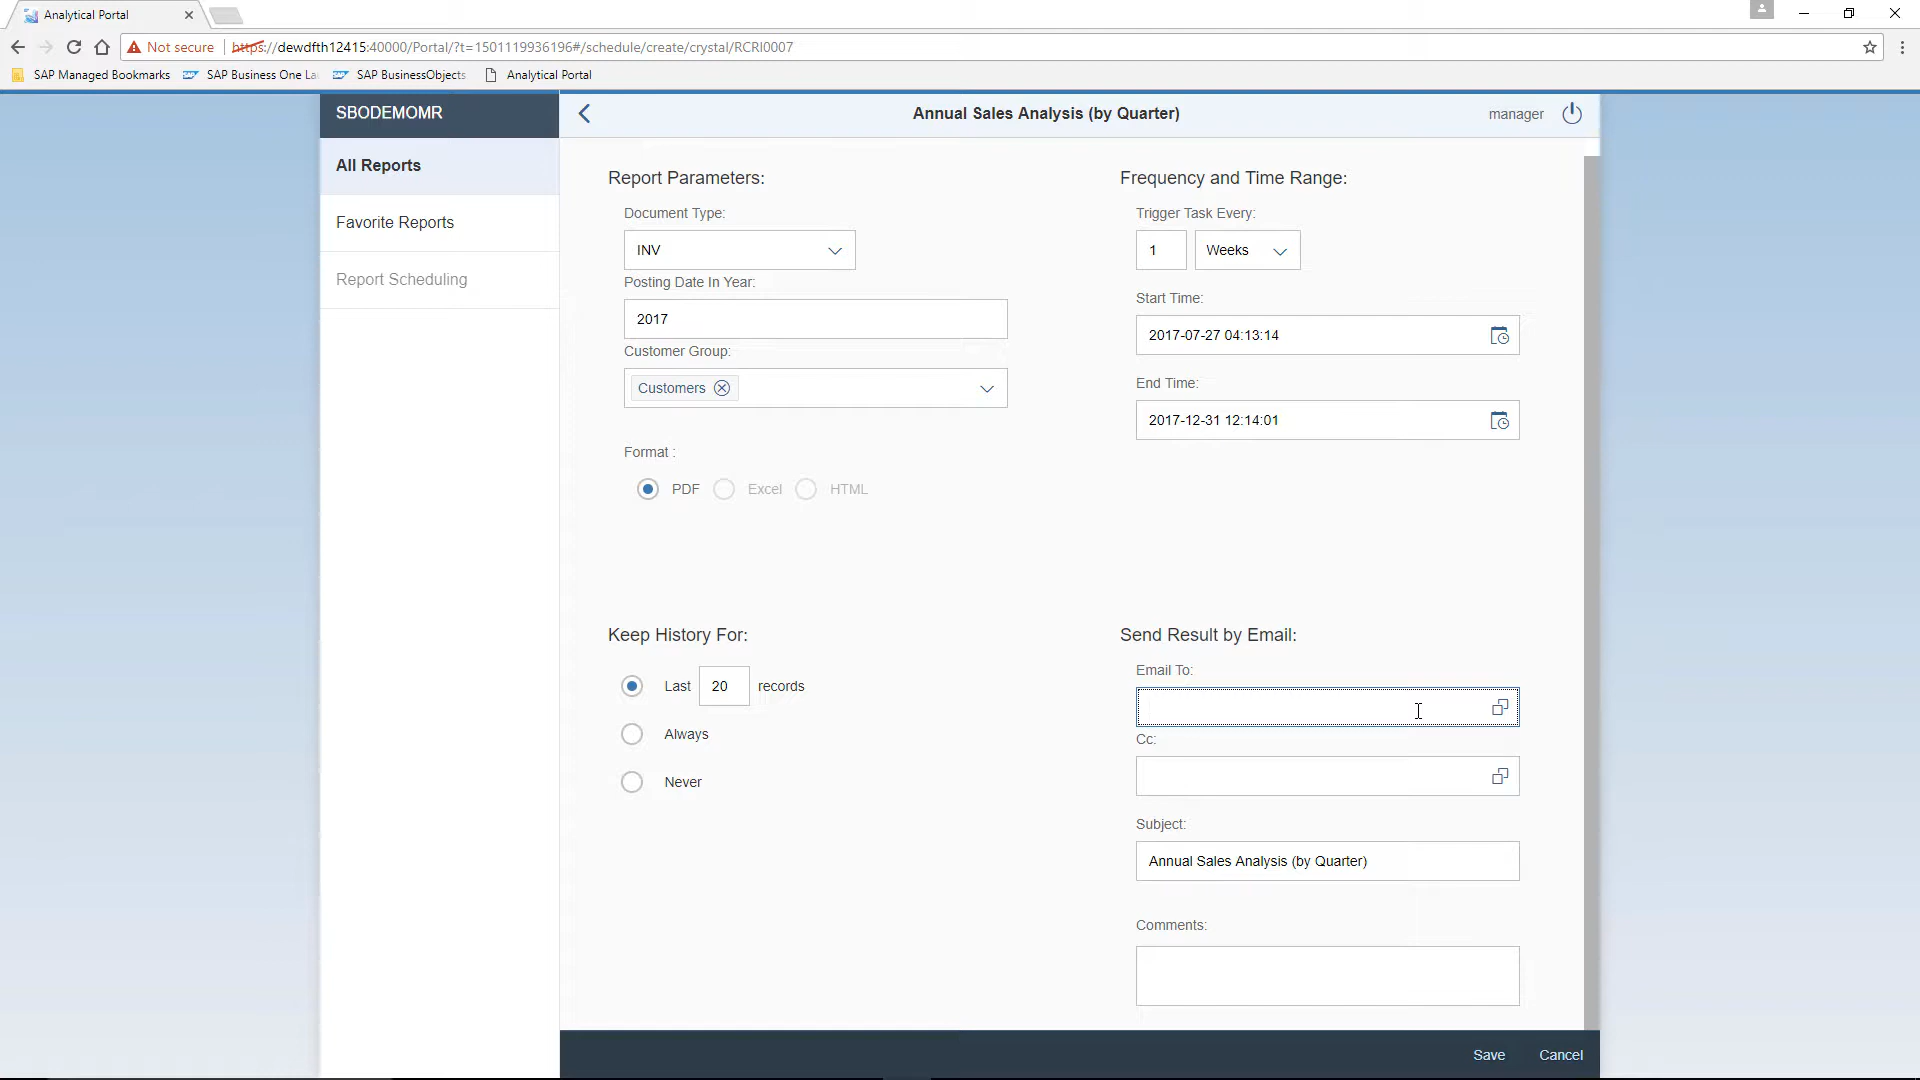 Analytical Portal
Not secure https://dewdfth12415:40000/Portal/?t=1501119936196#/schedule/create/crystal/RCRI0007
SAP Managed Bookmarks SAP Business One La SAP BusinessObjects Analytical Portal
SBODEMOMR
Annual Sales Analysis (by Quarter)
manager
All Reports
Favorite Reports
Report Scheduling
Report Parameters:
Document Type:
INV
Posting Date In Year:
2017
Customer Group:
Customers
Format :
PDF Excel HTML
Frequency and Time Range:
Trigger Task Every:
1 Weeks
Start Time:
2017-07-27 04:13:14
End Time:
2017-12-31 12:14:01
Keep History For:
Last 20 records
Always
Never
Send Result by Email:
Email To:
Cc:
Subject:
Annual Sales Analysis (by Quarter)
Comments:
Save Cancel